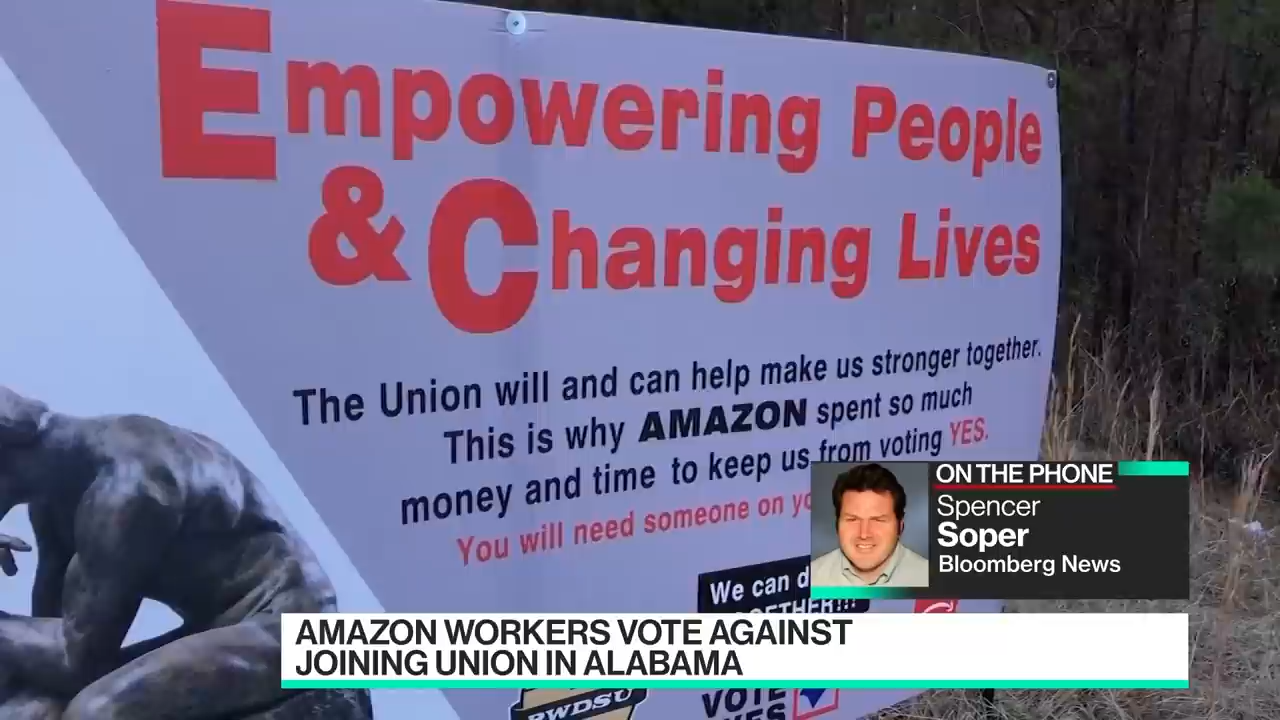 Empowering People
& Changing Lives
The Union will and can help make us stronger together.
This is why AMAZON spent so much
money and time to keep us from voting YES.
You will need someone on
We can
ON THE PHONE
Spencer
Soper
Bloomberg News
AMAZON WORKERS VOTE AGAINST
JOINING UNION IN ALABAMA
RWDSU
VOTE
YES